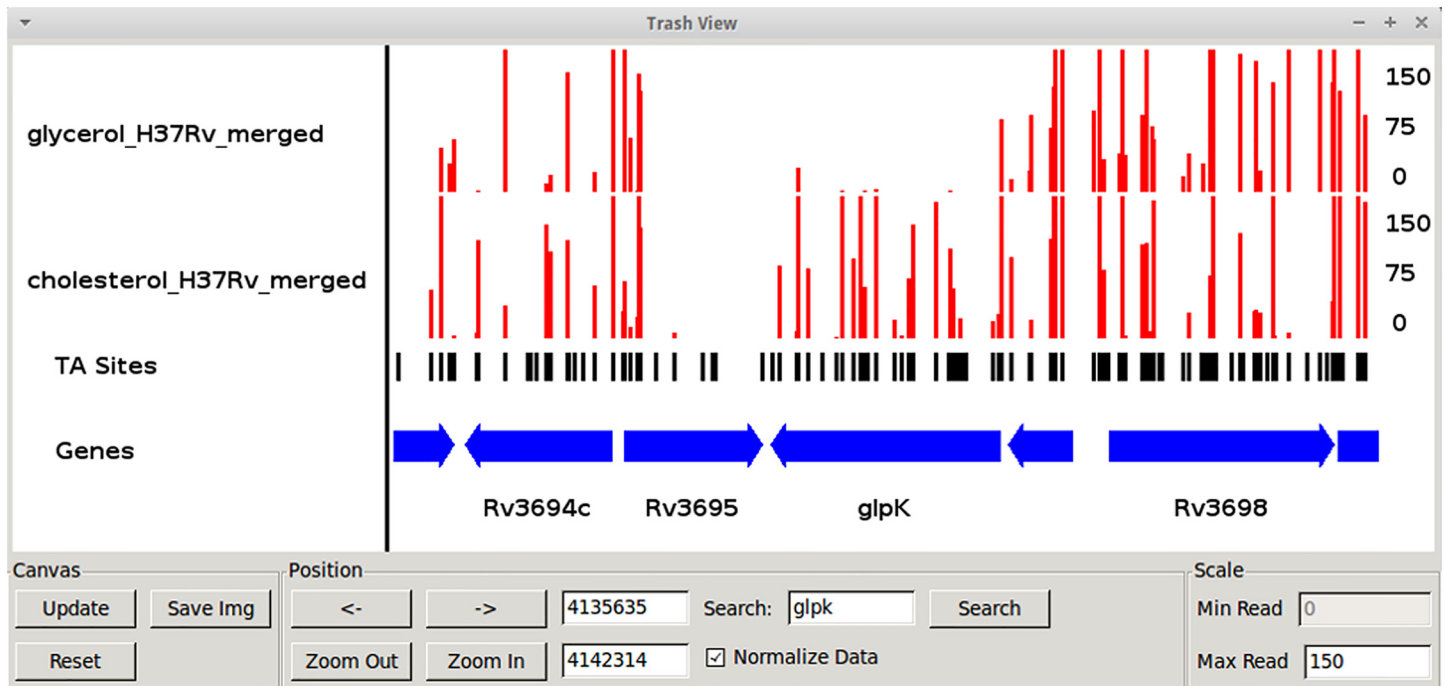 Trash View
glycerol_H37Rv_merged
150
75
0
cholesterol_H37Rv_merged
150
75
0
TA Sites
Genes
Rv3694c Rv3695 glpK Rv3698
Canvas Position Scale
Update Save Img <- -> 4135635 Search: glpk Search Min Read 0
Reset Zoom Out Zoom In 4142314 Normalize Data Max Read 150